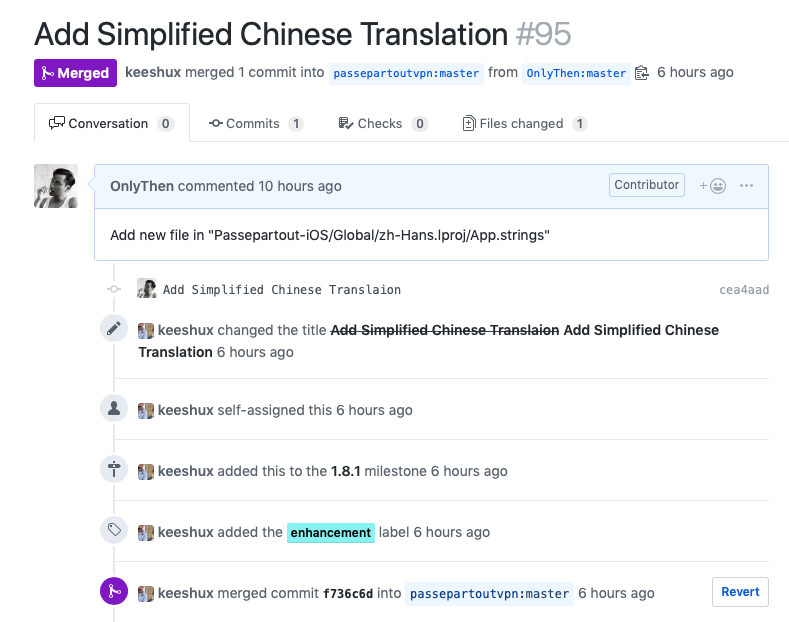 Add Simplified Chinese Translation #95
Merged keeshux merged 1 commit into passepartoutvpn:master from OnlyThen:master 6 hours ago
Conversation 0 Commits 1 Checks 0 Files changed 1
OnlyThen commented 10 hours ago Contributor + ...
Add new file in "Passepartout-iOS/Global/zh-Hans.lproj/App.strings"
Add Simplified Chinese Translaion cea4aad
keeshux changed the title Add Simplified Chinese Translaion Add Simplified Chinese
Translation 6 hours ago
keeshux self-assigned this 6 hours ago
keeshux added this to the 1.8.1 milestone 6 hours ago
keeshux added the enhancement label 6 hours ago
keeshux merged commit f736c6d into passepartoutvpn:master 6 hours ago Revert